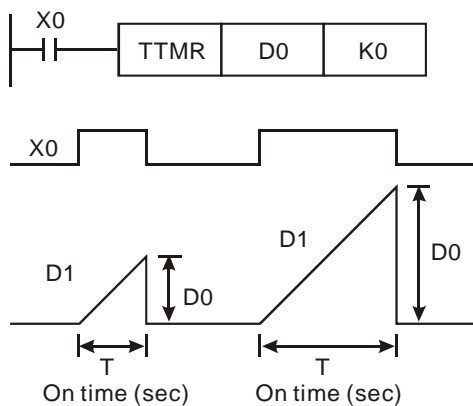 X0
TTMR D0 K0
X0
D1 D0 D1 D0
T T
On time (sec) On time (sec)